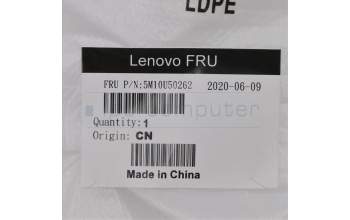 LDPE
Lenovo FRU
FRU P/N:5M10U50262 2020-06-09
Quantity:1
Origin: CN
Made in China